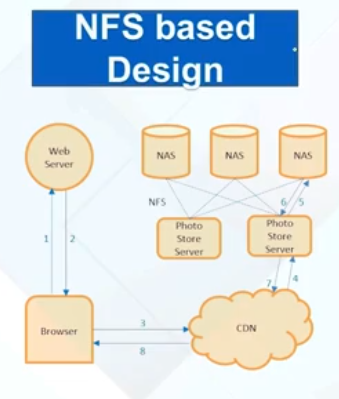 NFS based
Design
Web
Server
NAS
NAS
NAS
NFS
6
5
Photo
Store
Server
Photo
Store
Server
1
2
7
4
Browser
3
CDN
8